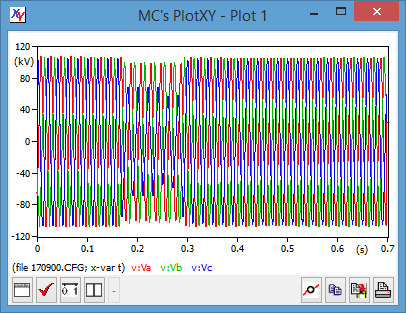 MC's PlotXY - Plot 1
120
(kV)
80
40
0
-40
-80
-120
0 0.1 0.2 0.3 0.4 0.5 0.6 (s) 0.7
(file 170900.CFG; x-var t) v:Va v:Vb v:Vc